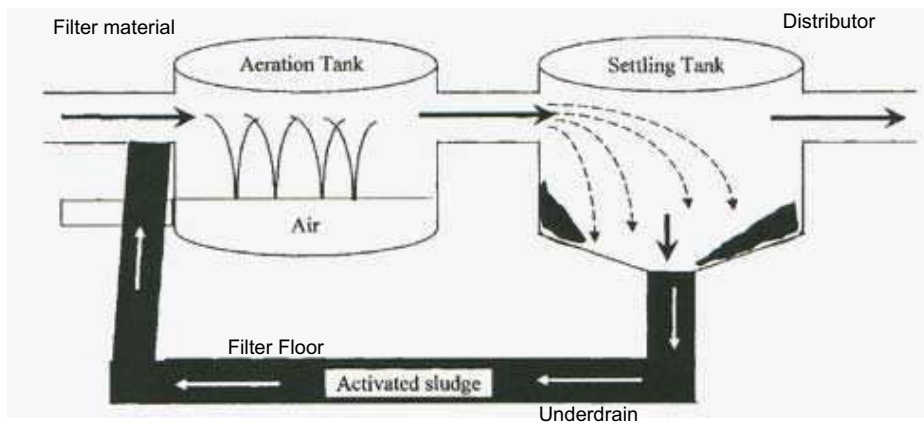 Filter material
Distributor
Aeration Tank
Settling Tank
Air
Filter Floor
Activated sludge
Underdrain